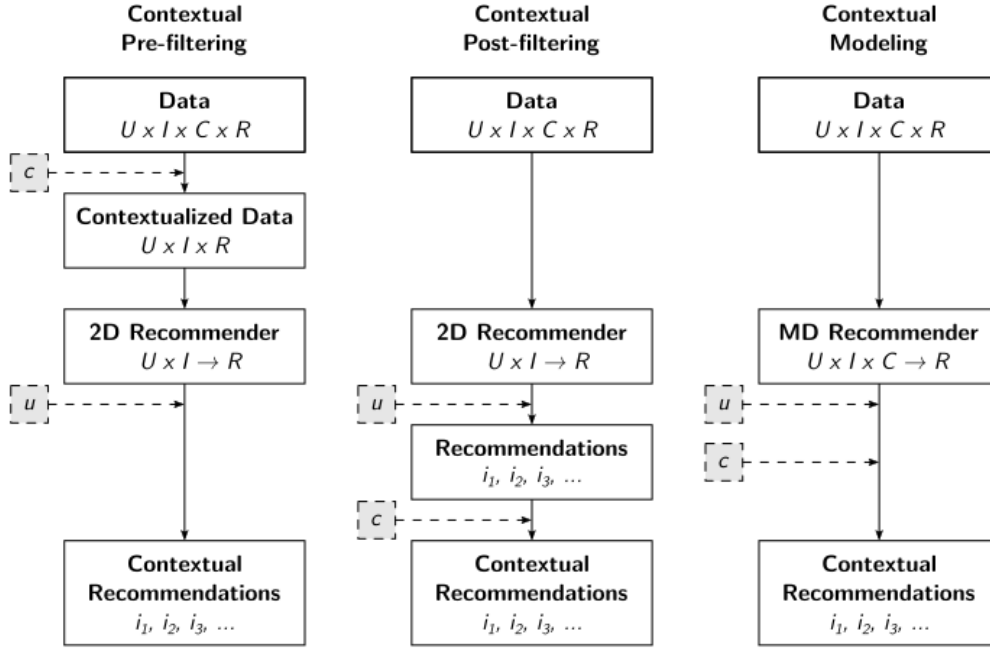 Contextual
Pre-filtering
Data
U x I x C x R
c
Contextualized Data
U x I x R
2D Recommender
U x I → R
u
Contextual
Recommendations
i₁, i₂, i₃, ...
Contextual
Post-filtering
Data
U x I x C x R
2D Recommender
U x I → R
u
Recommendations
i₁, i₂, i₃, ...
c
Contextual
Recommendations
i₁, i₂, i₃, ...
Contextual
Modeling
Data
U x I x C x R
MD Recommender
U x I x C → R
u
c
Contextual
Recommendations
i₁, i₂, i₃, ...